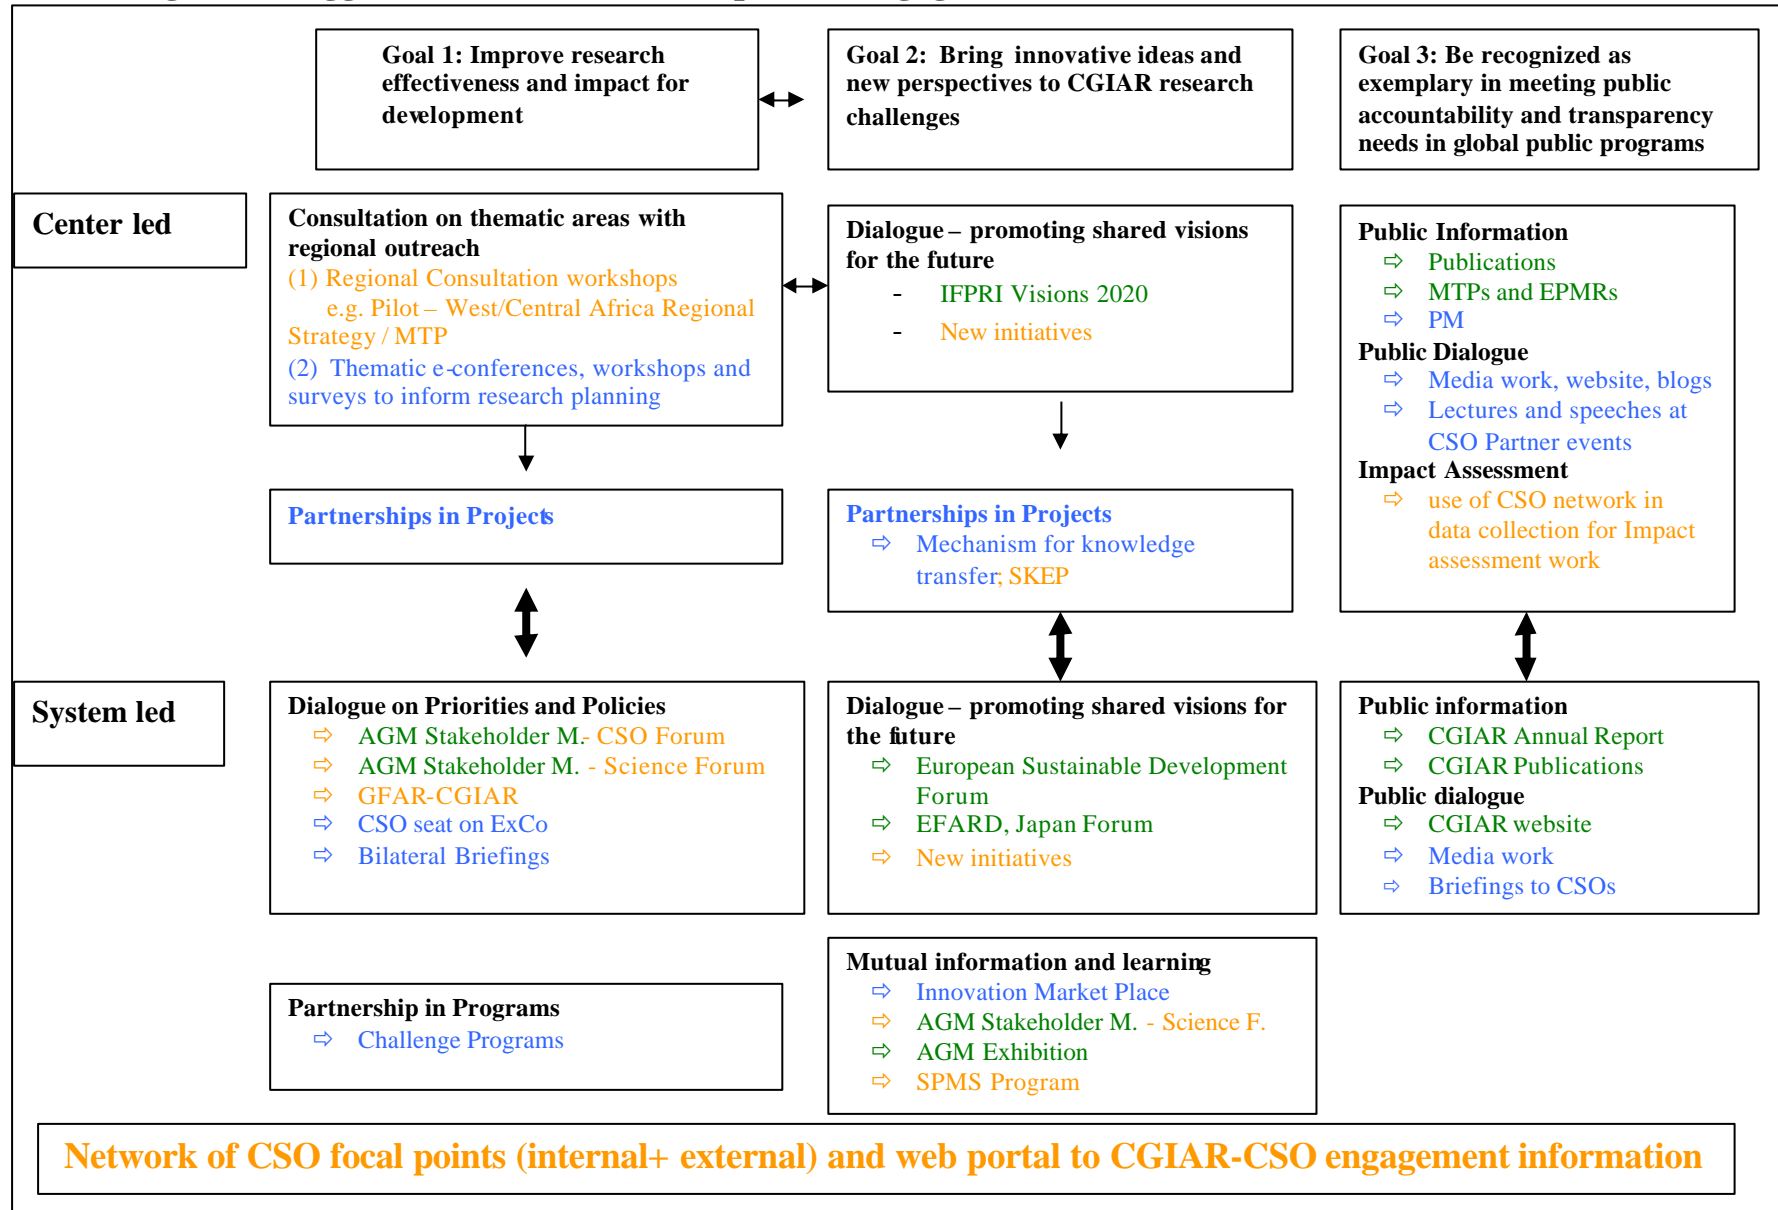 Goal 1: Improve research
effectiveness and impact for
development
Goal 2:  Bring innovative ideas and
new perspectives to CGIAR research
challenges
Goal 3: Be recognized as
exemplary in meeting public
accountability and transparency
needs in global public programs
Center led
Consultation on thematic areas with
regional outreach
(1) Regional Consultation workshops
e.g. Pilot – West/Central Africa Regional
Strategy / MTP
(2)  Thematic e-conferences, workshops and
surveys to inform research planning
Dialogue – promoting shared visions
for the future
- IFPRI Visions 2020
- New initiatives
Public Information
⇨ Publications
⇨ MTPs and EPMRs
⇨ PM
Public Dialogue
⇨ Media work, website, blogs
⇨ Lectures and speeches at
CSO Partner events
Impact Assessment
⇨ use of CSO network in
data collection for Impact
assessment work
Partnerships in Projects
Partnerships in Projects
⇨ Mechanism for knowledge
transfer; SKEP
System led
Dialogue on Priorities and Policies
⇨ AGM Stakeholder M.- CSO Forum
⇨ AGM Stakeholder M. - Science Forum
⇨ GFAR-CGIAR
⇨ CSO seat on ExCo
⇨ Bilateral Briefings
Dialogue – promoting shared visions for
the future
⇨ European Sustainable Development
Forum
⇨ EFARD, Japan Forum
⇨ New initiatives
Public information
⇨ CGIAR Annual Report
⇨ CGIAR Publications
Public dialogue
⇨ CGIAR website
⇨ Media work
⇨ Briefings to CSOs
Partnership in Programs
⇨ Challenge Programs
Mutual information and learning
⇨ Innovation Market Place
⇨ AGM Stakeholder M. - Science F.
⇨ AGM Exhibition
⇨ SPMS Program
Network of CSO focal points (internal+ external) and web portal to CGIAR-CSO engagement information